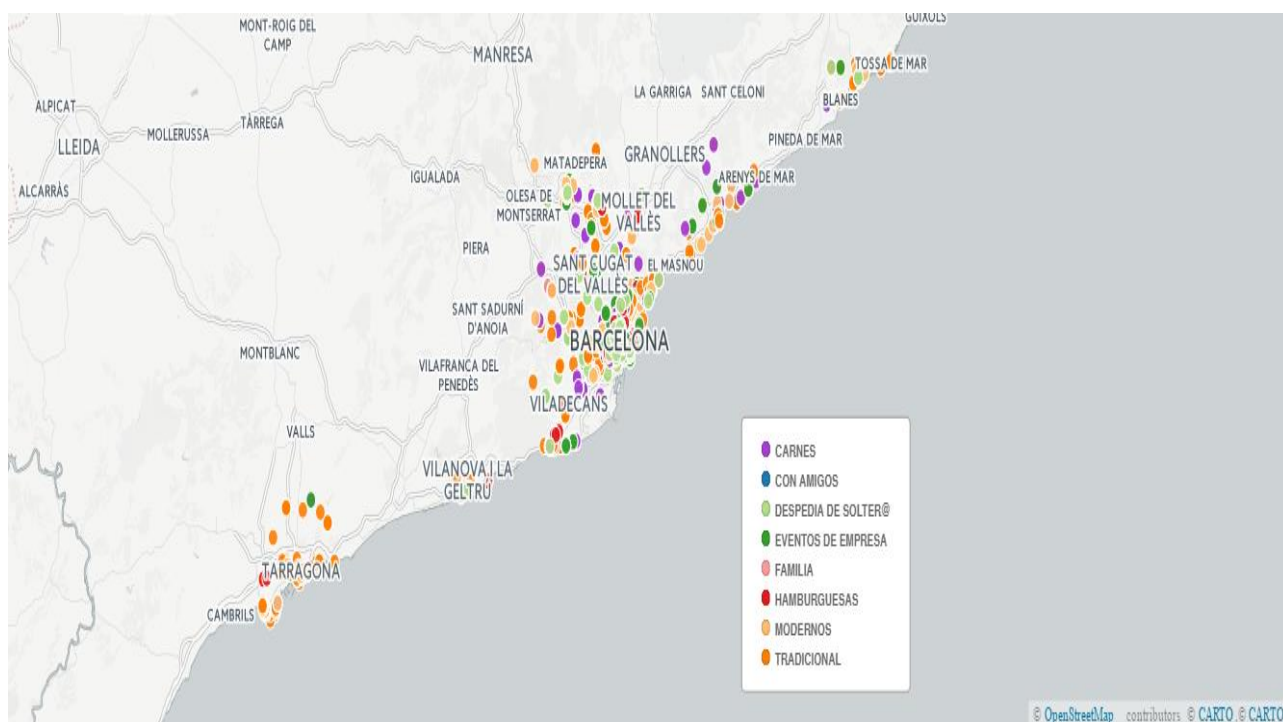 GUÍXOLS
MONT-ROIG DEL
CAMP
MANRESA
TOSSA DE MAR
LA GARRIGA
SANT CELONI
BLANES
ALPICAT
TÀRREGA
MOLLERUSSA
LLEIDA
PINEDA DE MAR
GRANOLLERS
MATADEPERA
IGUALADA
ARENYS DE MAR
ALCARRÀS
OLESA DE
MONTSERRAT
MOLLET DEL
VALLÈS
PIERA
SANT CUGAT
DEL VALLÈS
EL MASNOU
SANT SADURNÍ
D'ANOIA
BARCELONA
MONTBLANC
VILAFRANCA DEL
PENEDÈS
VILADECANS
VALLS
VILANOVA I LA
GELTRÚ
TARRAGONA
CAMBRILS
CARNES
CON AMIGOS
DESPEDIA DE SOLTER@
EVENTOS DE EMPRESA
FAMILIA
HAMBURGUESAS
MODERNOS
TRADICIONAL
© OpenStreetMap contributors © CARTO, © CARTO